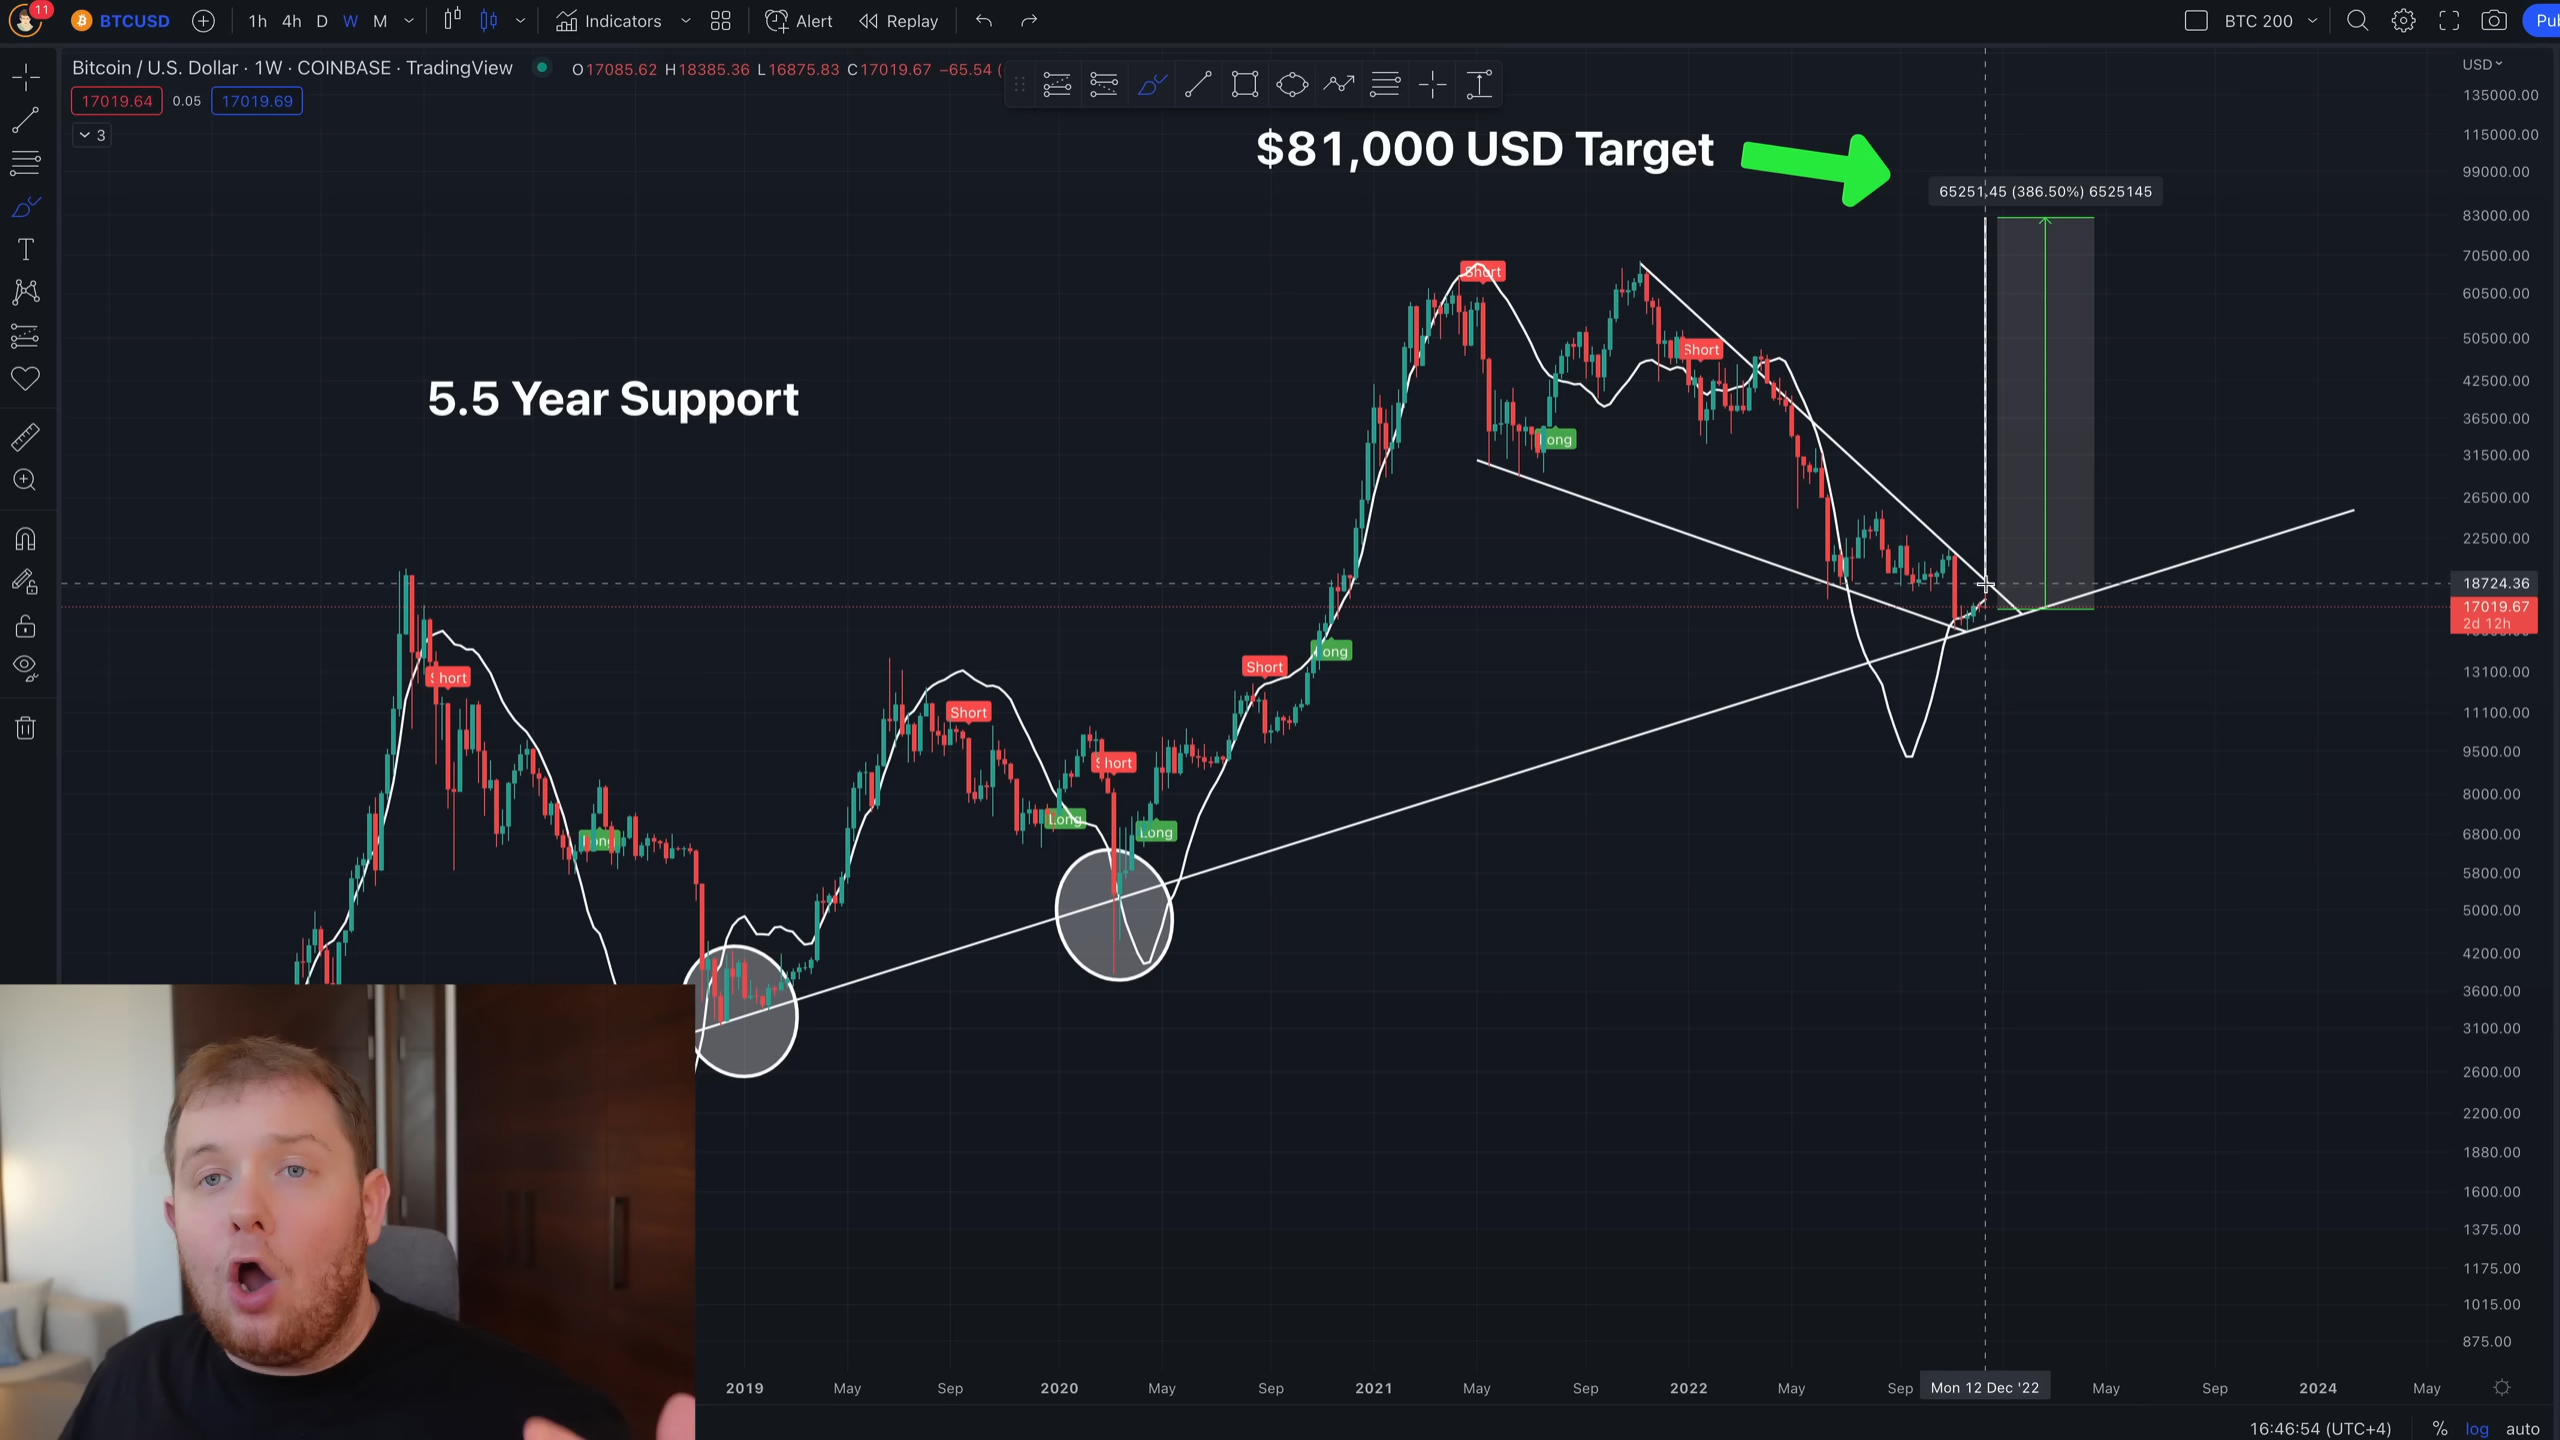 11
BTCUSD
1h 4h D W M
Indicators
Alert
Replay
BTC 200
Pub
Bitcoin / U.S. Dollar · 1W · COINBASE · TradingView
O17085.62 H18385.36 L16875.83 C17019.67 −65.54 (
17019.64 0.05 17019.69
3
USD
$81,000 USD Target
65251.45 (386.50%) 6525145
5.5 Year Support
Short
Short
Long
Short
Short
Long
Short
Short
Long
Long
Long
135000.00
115000.00
99000.00
83000.00
70500.00
60500.00
50500.00
42500.00
36500.00
31500.00
26500.00
22500.00
18724.36
17019.67
2d 12h
13100.00
11100.00
9500.00
8000.00
6800.00
5800.00
5000.00
4200.00
3600.00
3100.00
2600.00
2200.00
1880.00
1600.00
1375.00
1175.00
1015.00
875.00
2019 May Sep 2020 May Sep 2021 May Sep 2022 May Sep Mon 12 Dec '22 May Sep 2024 May
16:46:54 (UTC+4) % log auto